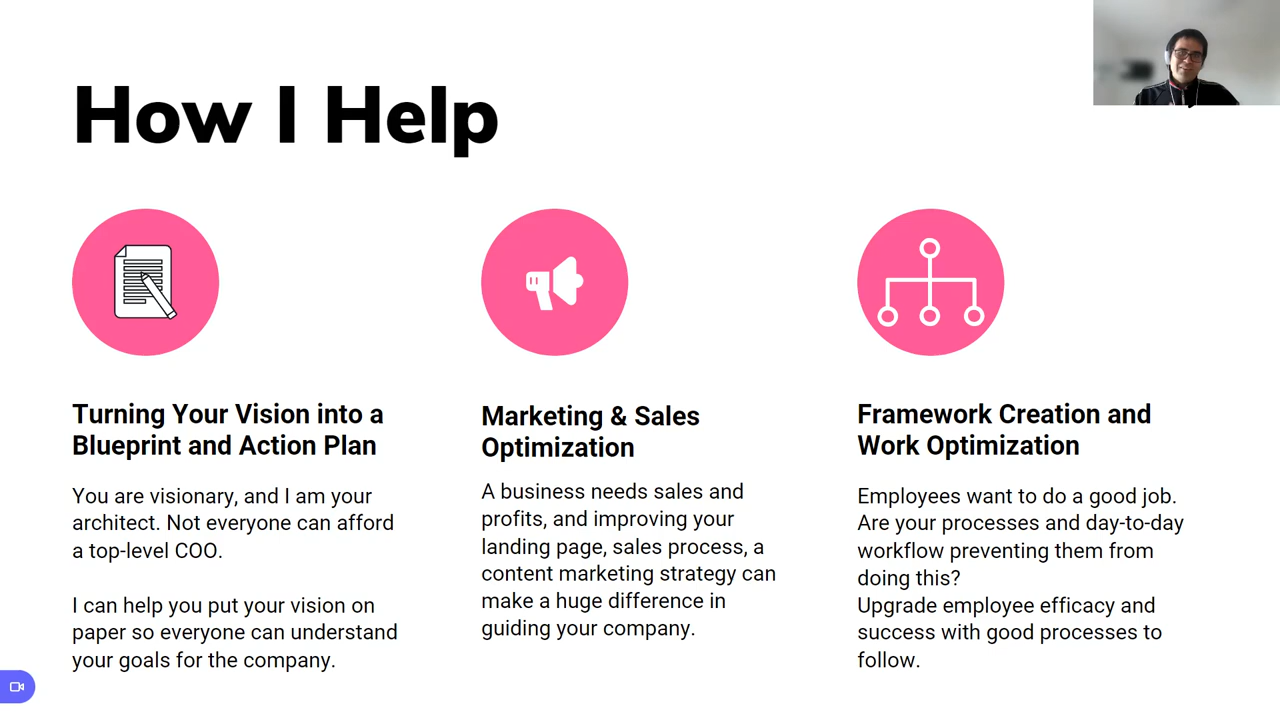 How I Help
Turning Your Vision into a
Blueprint and Action Plan
You are visionary, and I am your
architect. Not everyone can afford
a top-level COO.
I can help you put your vision on
paper so everyone can understand
your goals for the company.
Marketing & Sales
Optimization
A business needs sales and
profits, and improving your
landing page, sales process, a
content marketing strategy can
make a huge difference in
guiding your company.
Framework Creation and
Work Optimization
Employees want to do a good job.
Are your processes and day-to-day
workflow preventing them from
doing this?
Upgrade employee efficacy and
success with good processes to
follow.